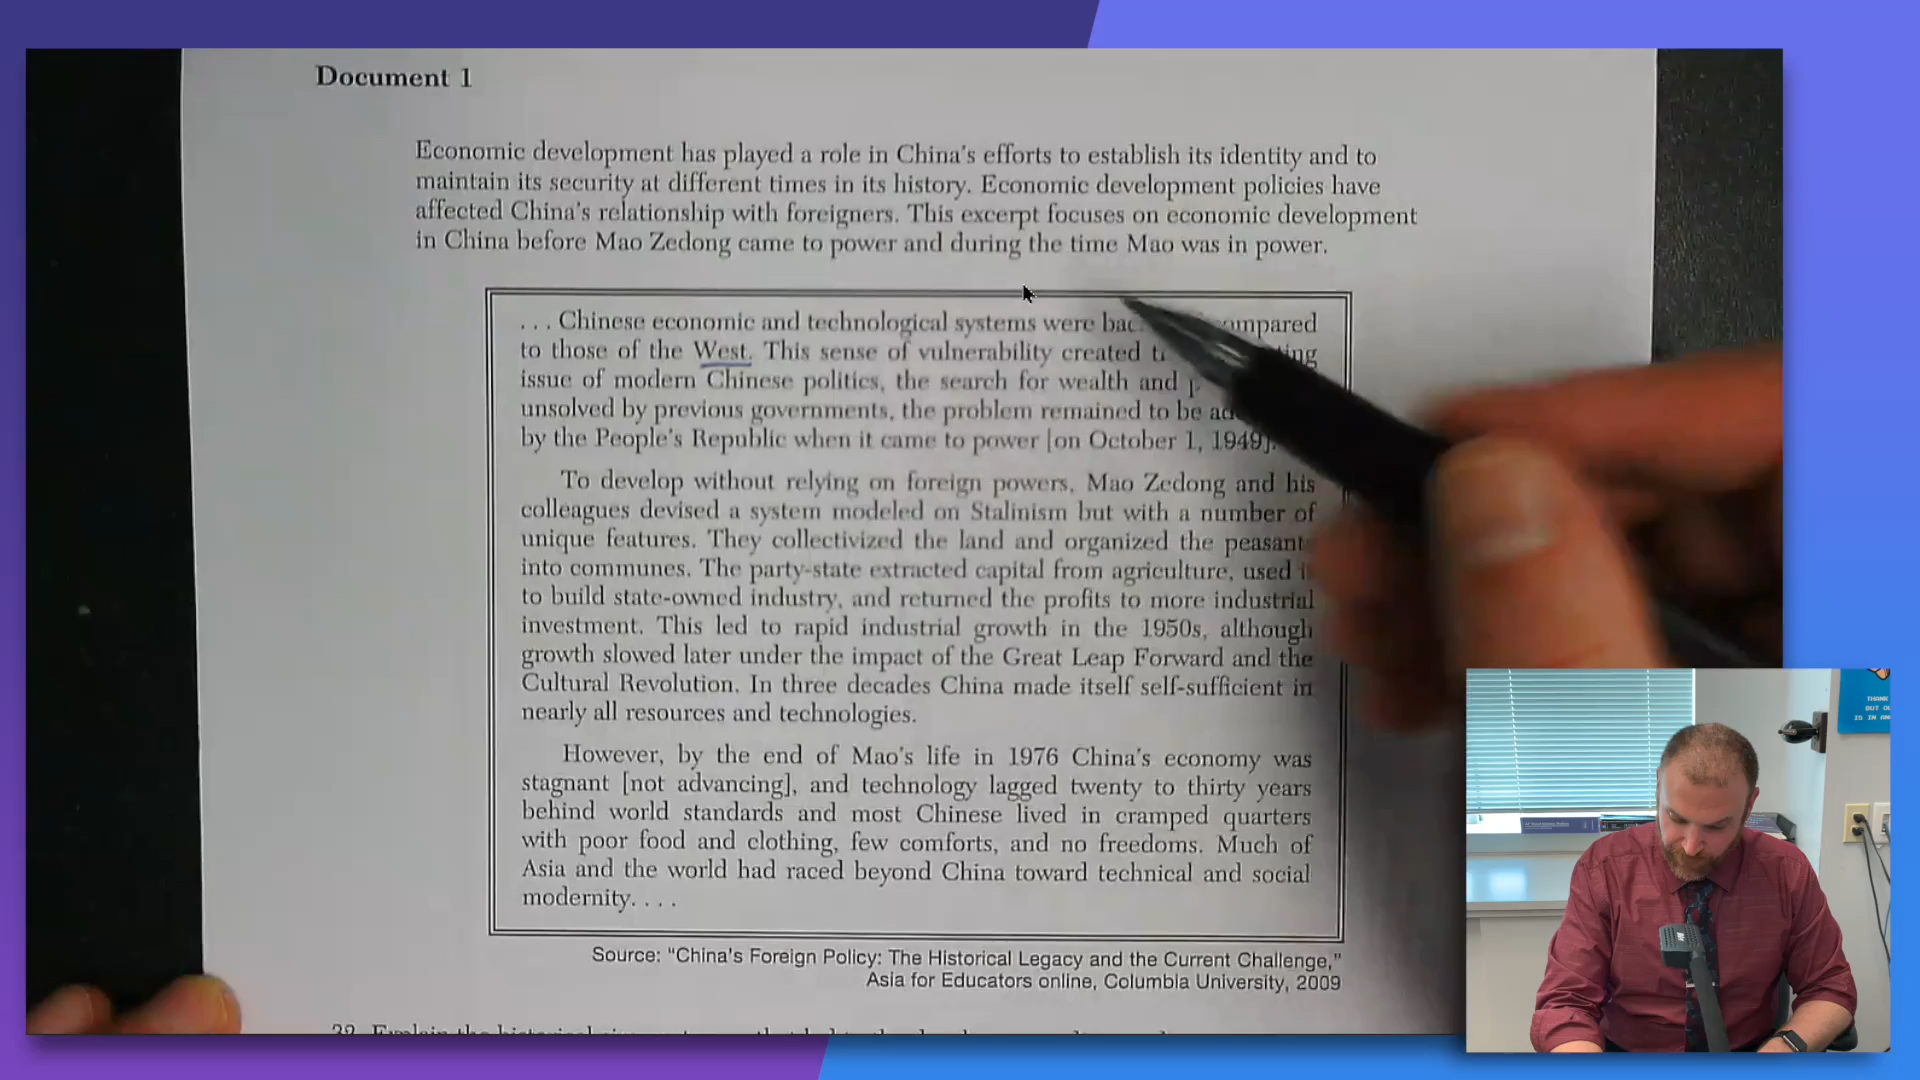 Document 1
Economic development has played a role in China's efforts to establish its identity and to
maintain its security at different times in its history. Economic development policies have
affected China's relationship with foreigners. This excerpt focuses on economic development
in China before Mao Zedong came to power and during the time Mao was in power.
. . . Chinese economic and technological systems were
to those of the West. This sense of vulnerability created
issue of modern Chinese politics, the search for wealth and
unsolved by previous governments, the problem remained to be
by the People's Republic when it came to power [on October 1, 1949].
To develop without relying on foreign powers, Mao Zedong and his
colleagues devised a system modeled on Stalinism but with a number of
unique features. They collectivized the land and organized the peasants
into communes. The party-state extracted capital from agriculture, used
to build state-owned industry, and returned the profits to more industrial
investment. This led to rapid industrial growth in the 1950s, although
growth slowed later under the impact of the Great Leap Forward and the
Cultural Revolution. In three decades China made itself self-sufficient in
nearly all resources and technologies.
However, by the end of Mao's life in 1976 China's economy was
stagnant [not advancing], and technology lagged twenty to thirty years
behind world standards and most Chinese lived in cramped quarters
with poor food and clothing, few comforts, and no freedoms. Much of
Asia and the world had raced beyond China toward technical and social
modernity. . . .
Source: “China's Foreign Policy: The Historical Legacy and the Current Challenge,”
Asia for Educators online, Columbia University, 2009
THANK